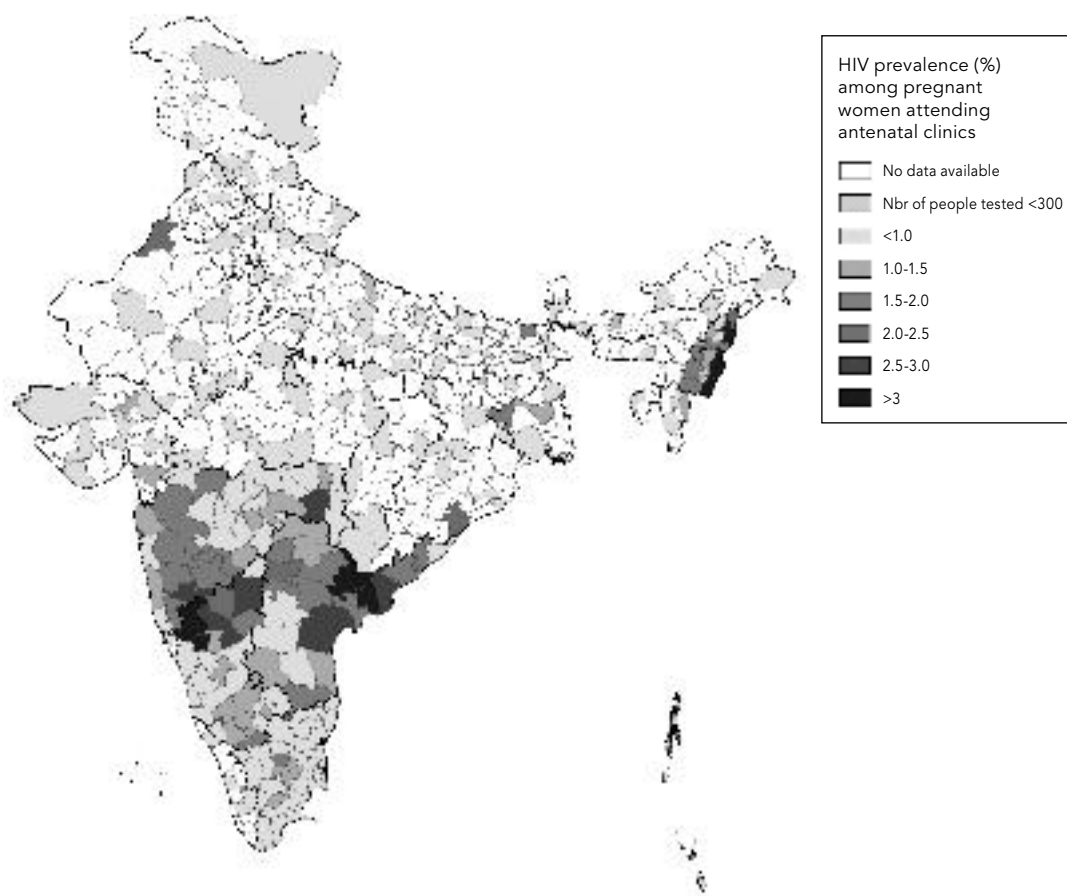 HIV prevalence (%)
among pregnant
women attending
antenatal clinics
No data available
Nbr of people tested <300
<1.0
1.0-1.5
1.5-2.0
2.0-2.5
2.5-3.0
>3